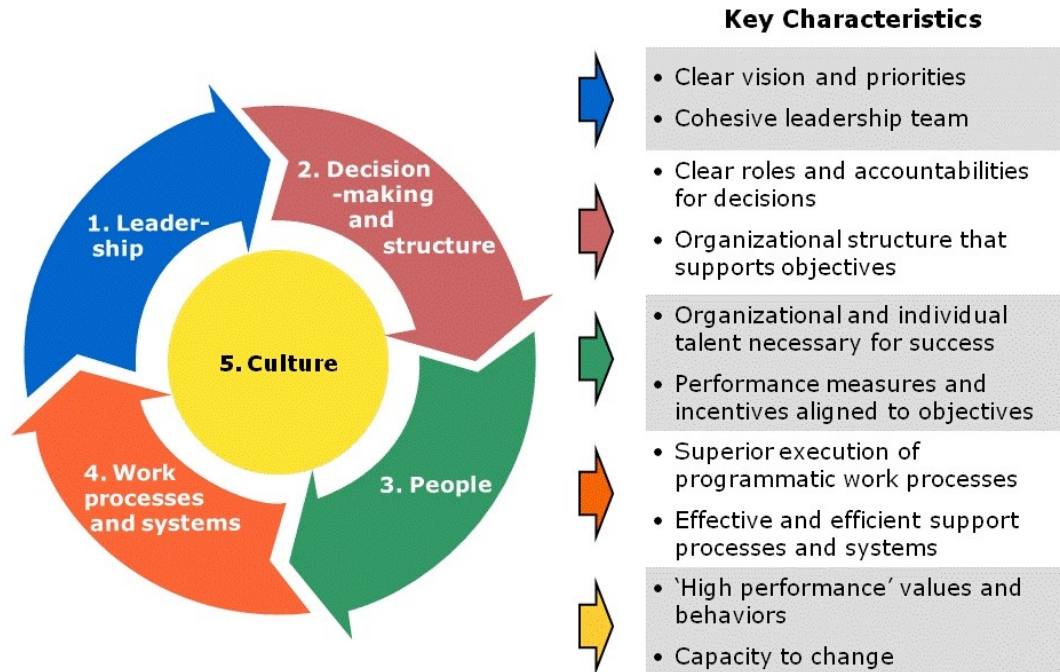 Key Characteristics
1. Leader-
ship
2. Decision
-making
and
structure
3. People
4. Work
processes
and systems
5. Culture
• Clear vision and priorities
• Cohesive leadership team
• Clear roles and accountabilities
for decisions
• Organizational structure that
supports objectives
• Organizational and individual
talent necessary for success
• Performance measures and
incentives aligned to objectives
• Superior execution of
programmatic work processes
• Effective and efficient support
processes and systems
• ‘High performance’ values and
behaviors
• Capacity to change